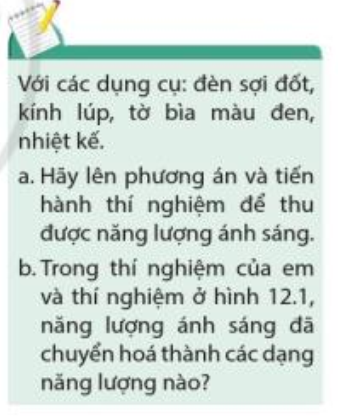 Với các dụng cụ: đèn sợi đốt,
kính lúp, tờ bìa màu đen,
nhiệt kế.
a. Hãy lên phương án và tiến
hành thí nghiệm để thu
được năng lượng ánh sáng.
b. Trong thí nghiệm của em
và thí nghiệm ở hình 12.1,
năng lượng ánh sáng đã
chuyển hoá thành các dạng
năng lượng nào?